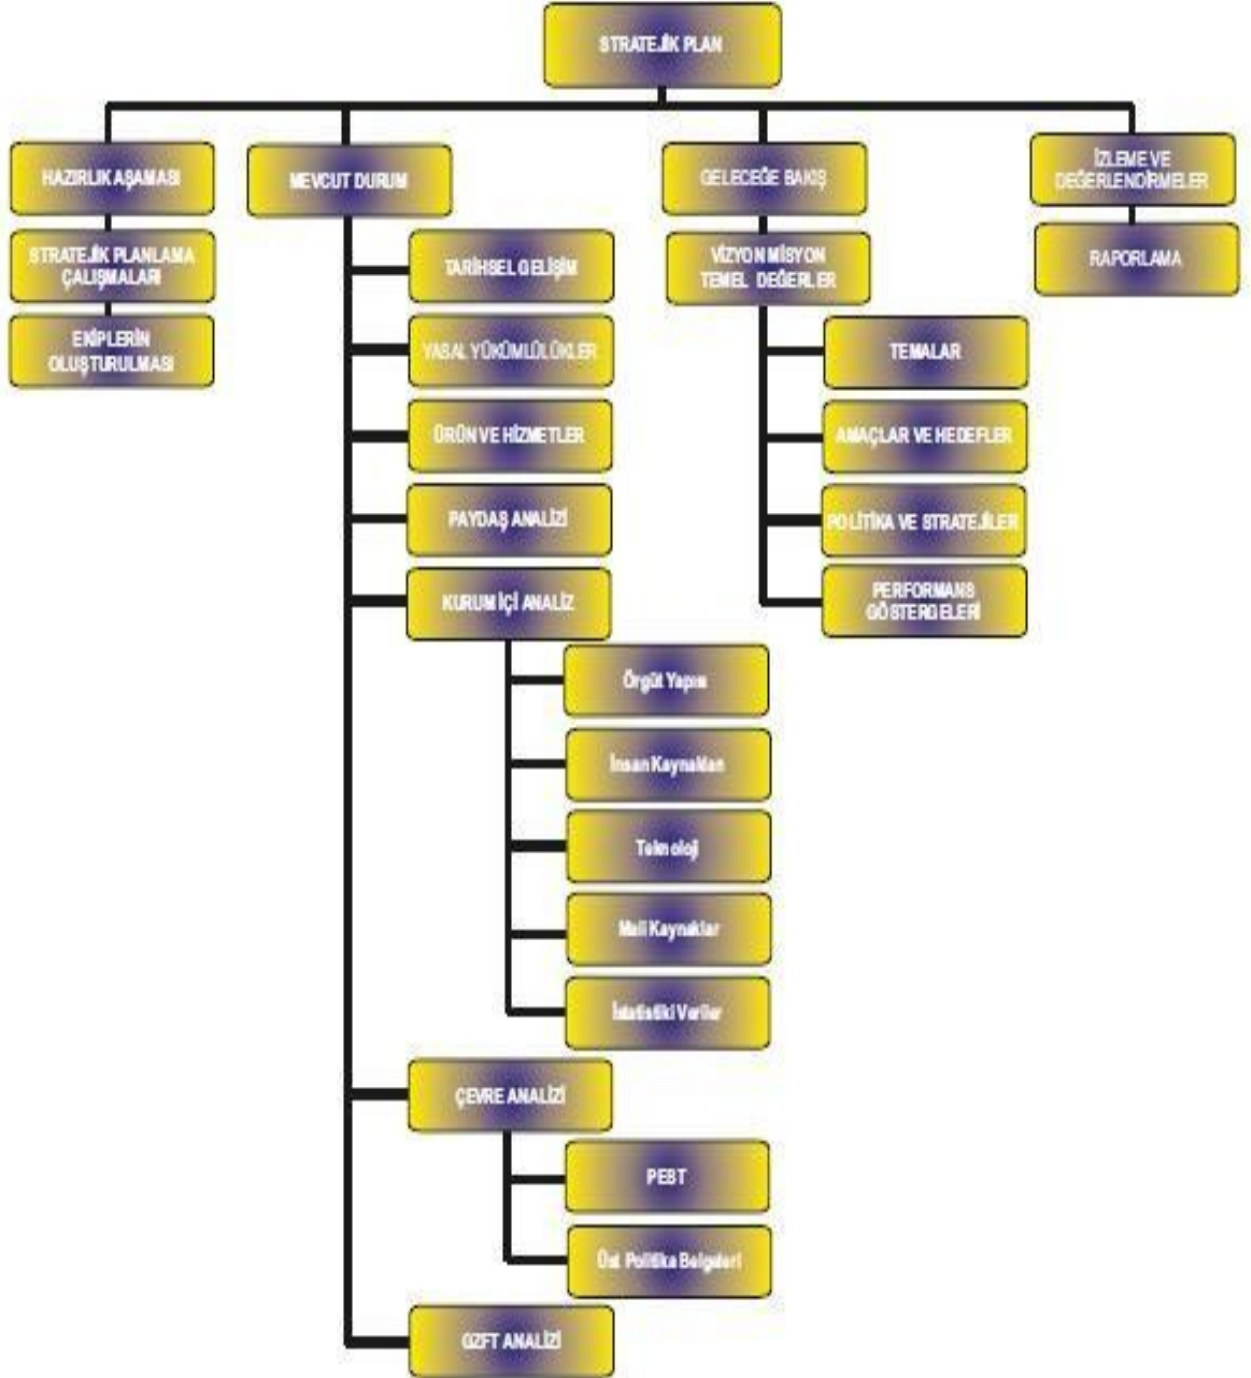 STRATEJİK PLAN
HAZIRLIK AŞAMASI
STRATEJİK PLANLAMA
ÇALIŞMALARI
EKİPLERİN
OLUŞTURULMASI
MEVCUT DURUM
TARİHSEL GELİŞİM
YASAL YÜKÜMLÜLÜKLER
ÜRÜN VE HİZMETLER
PAYDAŞ ANALİZİ
KURUM İÇİ ANALİZ
Örgüt Yapısı
İnsan Kaynakları
Teknoloji
Mali Kaynaklar
İstatistiki Veriler
ÇEVRE ANALİZİ
PEST
Üst Politika Belgeleri
GZFT ANALİZİ
GELECEĞE BAKIŞ
VİZYON MİSYON
TEMEL DEĞERLER
TEMALAR
AMAÇLAR VE HEDEFLER
POLİTİKA VE STRATEJİLER
PERFORMANS
GÖSTERGELERİ
İZLEME VE
DEĞERLENDİRMELER
RAPORLAMA